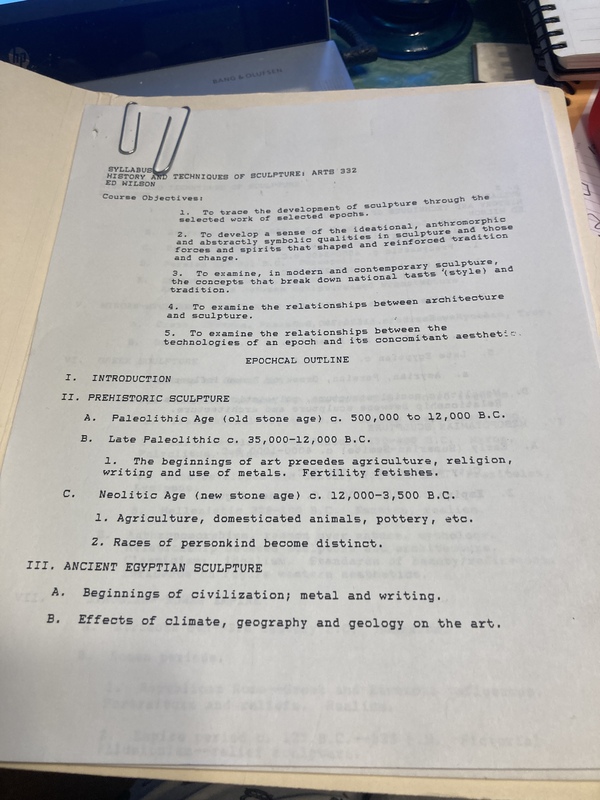 BANG & OLUFSEN
SYLLABUS
HISTORY AND TECHNIQUES OF SCULPTURE: ARTS 332
ED WILSON
Course Objectives:
1. To trace the development of sculpture through the
selected work of selected epochs.
2. To develop a sense of the ideational, anthromorphic
and abstractly symbolic qualities in sculpture and those
forces and spirits that shaped and reinforced tradition
and change.
3. To examine, in modern and contemporary sculpture,
the concepts that break down national tasts (style) and
tradition.
4. To examine the relationships between architecture
and sculpture.
5. To examine the relationships between the
technologies of an epoch and its concomitant aesthetic.
EPOCHCAL OUTLINE
I. INTRODUCTION
II. PREHISTORIC SCULPTURE
A. Paleolithic Age (old stone age) c. 500,000 to 12,000 B.C.
B. Late Paleolithic c. 35,000-12,000 B.C.
1. The beginnings of art precedes agriculture, religion,
writing and use of metals. Fertility fetishes.
C. Neolitic Age (new stone age) c. 12,000-3,500 B.C.
1. Agriculture, domesticated animals, pottery, etc.
2. Races of personkind become distinct.
III. ANCIENT EGYPTIAN SCULPTURE
A. Beginnings of civilization; metal and writing.
B. Effects of climate, geography and geology on the art.